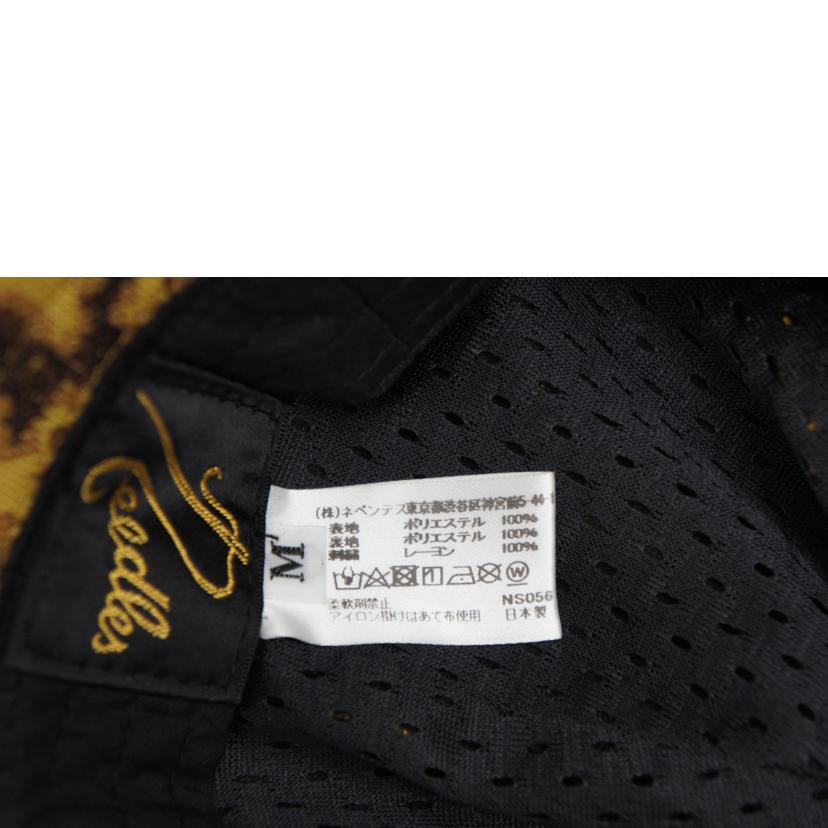 Needles
M
(株)ネペンテス東京都渋谷区神宮前5-44-
表地 ポリエステル 100%
裏地 ポリエステル 100%
刺繍 レーヨン 100%
W
柔軟剤禁止 NS056
アイロン掛けはあて布使用 日本製